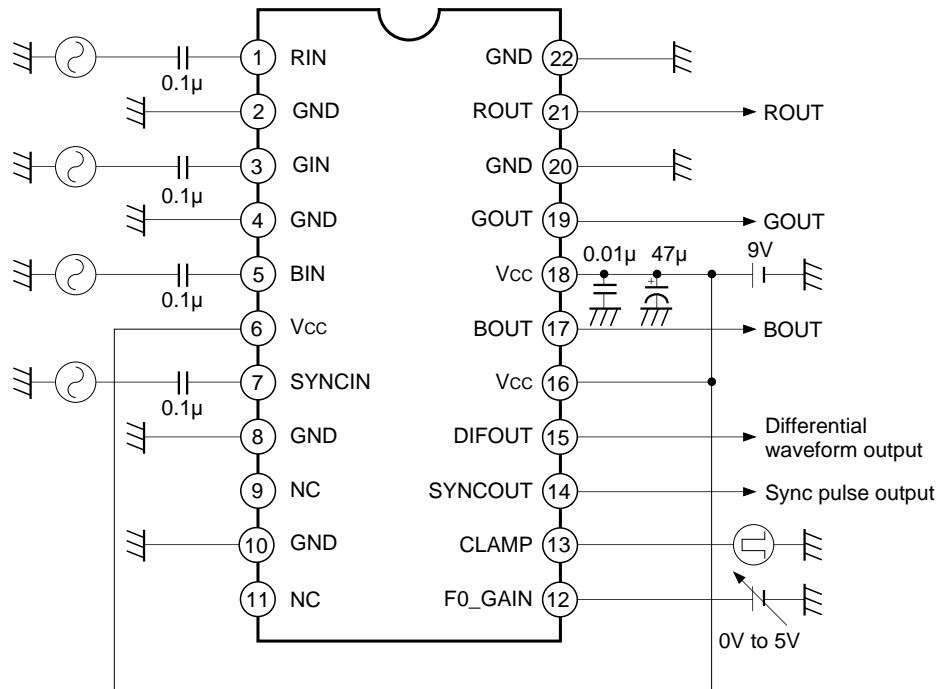 1 RIN
0.1µ
2 GND
3 GIN
0.1µ
4 GND
5 BIN
0.1µ
6 VCC
7 SYNCIN
0.1µ
8 GND
9 NC
10 GND
11 NC
GND 22
ROUT 21 ROUT
GND 20
GOUT 19 GOUT
0.01µ 47µ 9V
VCC 18
+
BOUT 17 BOUT
VCC 16
DIFOUT 15 Differential
waveform output
SYNCOUT 14 Sync pulse output
CLAMP 13
F0_GAIN 12
0V to 5V